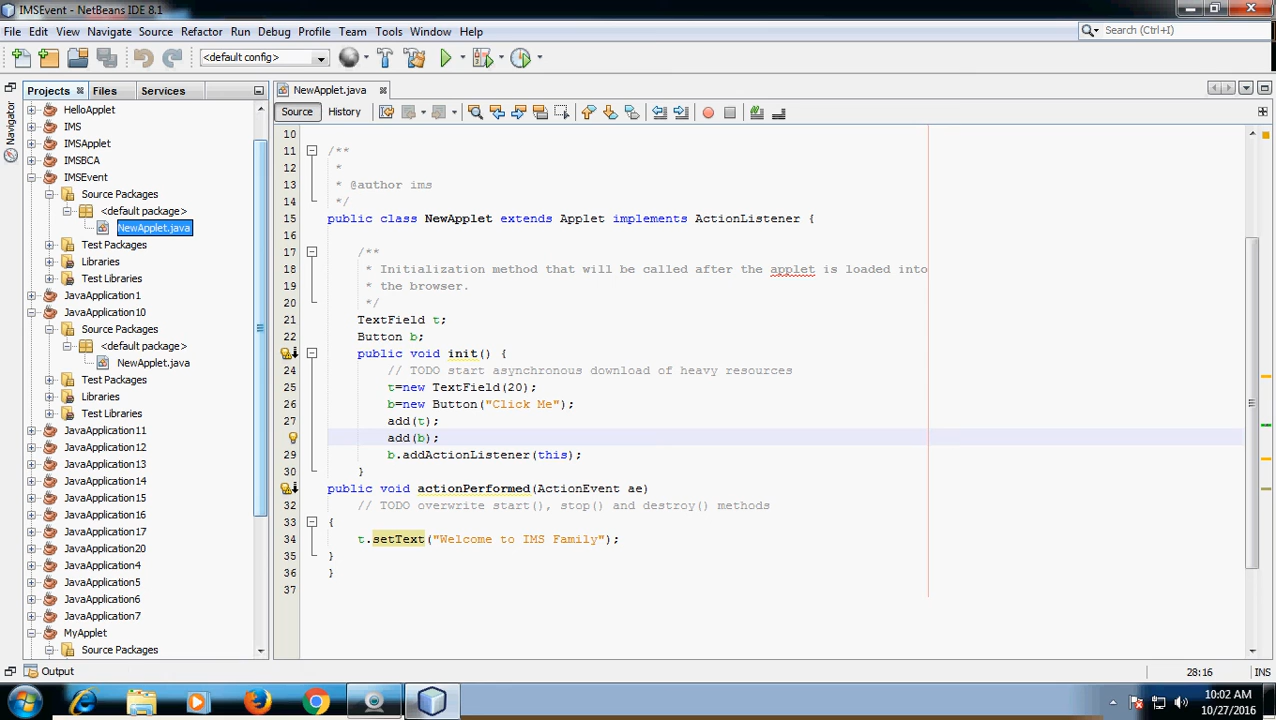 IMSEvent - NetBeans IDE 8.1
File Edit View Navigate Source Refactor Run Debug Profile Team Tools Window Help
Search (Ctrl+I)
<default config>
Projects Files Services
NewApplet.java
Source History
Navigator
HelloApplet
IMS
IMSApplet
IMSBCA
IMSEvent
Source Packages
<default package>
NewApplet.java
Test Packages
Libraries
Test Libraries
JavaApplication1
JavaApplication10
Source Packages
<default package>
NewApplet.java
Test Packages
Libraries
Test Libraries
JavaApplication11
JavaApplication12
JavaApplication13
JavaApplication14
JavaApplication15
JavaApplication16
JavaApplication17
JavaApplication20
JavaApplication4
JavaApplication5
JavaApplication6
JavaApplication7
MyApplet
Source Packages
10
11 /**
12 *
13 * @author ims
14 */
15 public class NewApplet extends Applet implements ActionListener {
16
17 /**
18 * Initialization method that will be called after the applet is loaded into
19 * the browser.
20 */
21 TextField t;
22 Button b;
public void init() {
24 // TODO start asynchronous download of heavy resources
25 t=new TextField(20);
26 b=new Button("Click Me");
27 add(t);
add(b);
29 b.addActionListener(this);
30 }
public void actionPerformed(ActionEvent ae)
32 // TODO overwrite start(), stop() and destroy() methods
33 {
34 t.setText("Welcome to IMS Family");
35 }
36 }
37
Output
28:16 INS
10:02 AM
10/27/2016